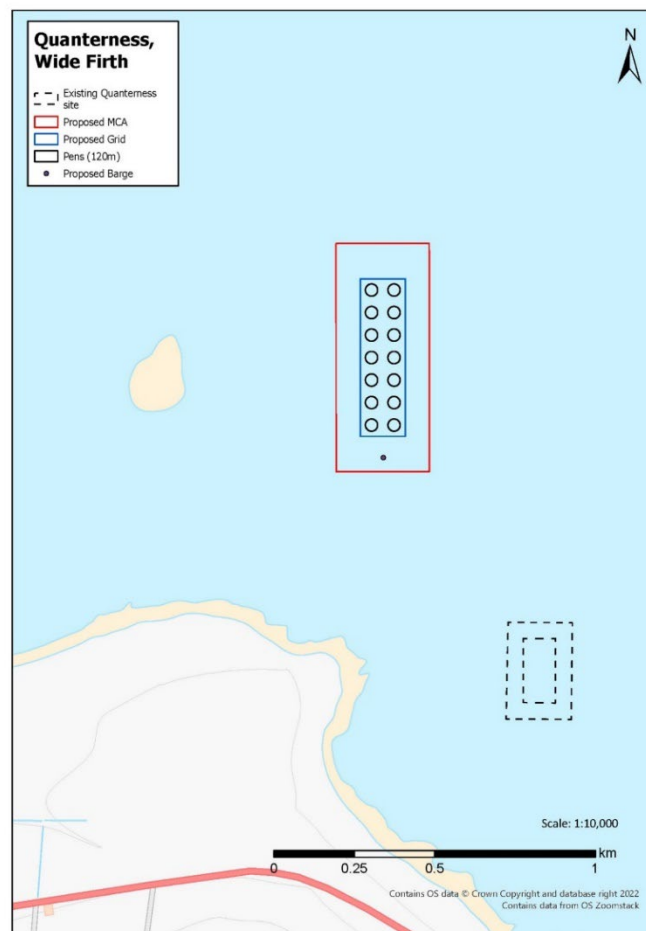 Quanterness,
Wide Firth
Existing Quanterness
site
Proposed MCA
Proposed Grid
Pens (120m)
Proposed Barge
N
Scale: 1:10,000
km
0 0.25 0.5 1
Contains OS data © Crown Copyright and database right 2022
Contains data from OS Zoomstack